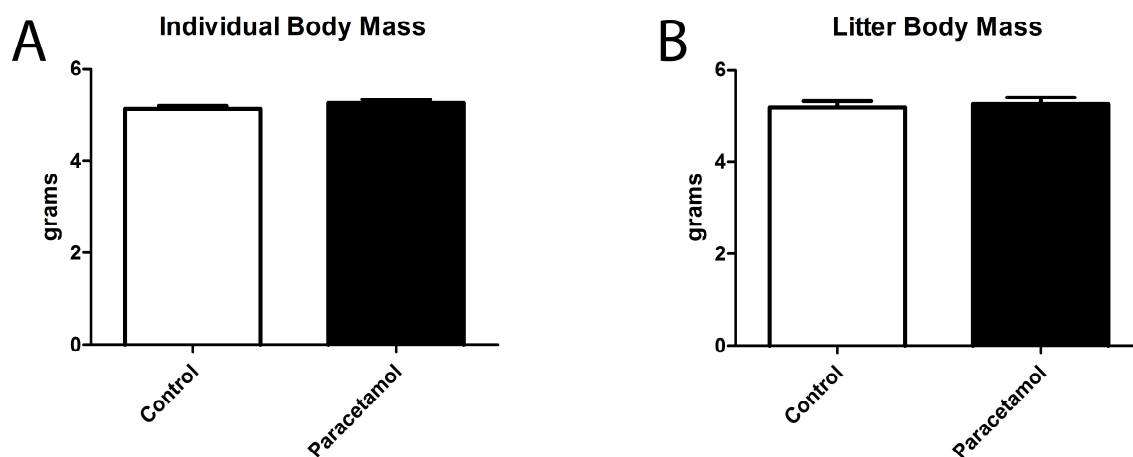 A
Individual Body Mass
6
4
2
0
grams
Control
Paracetamol
B
Litter Body Mass
6
4
2
0
grams
Control
Paracetamol